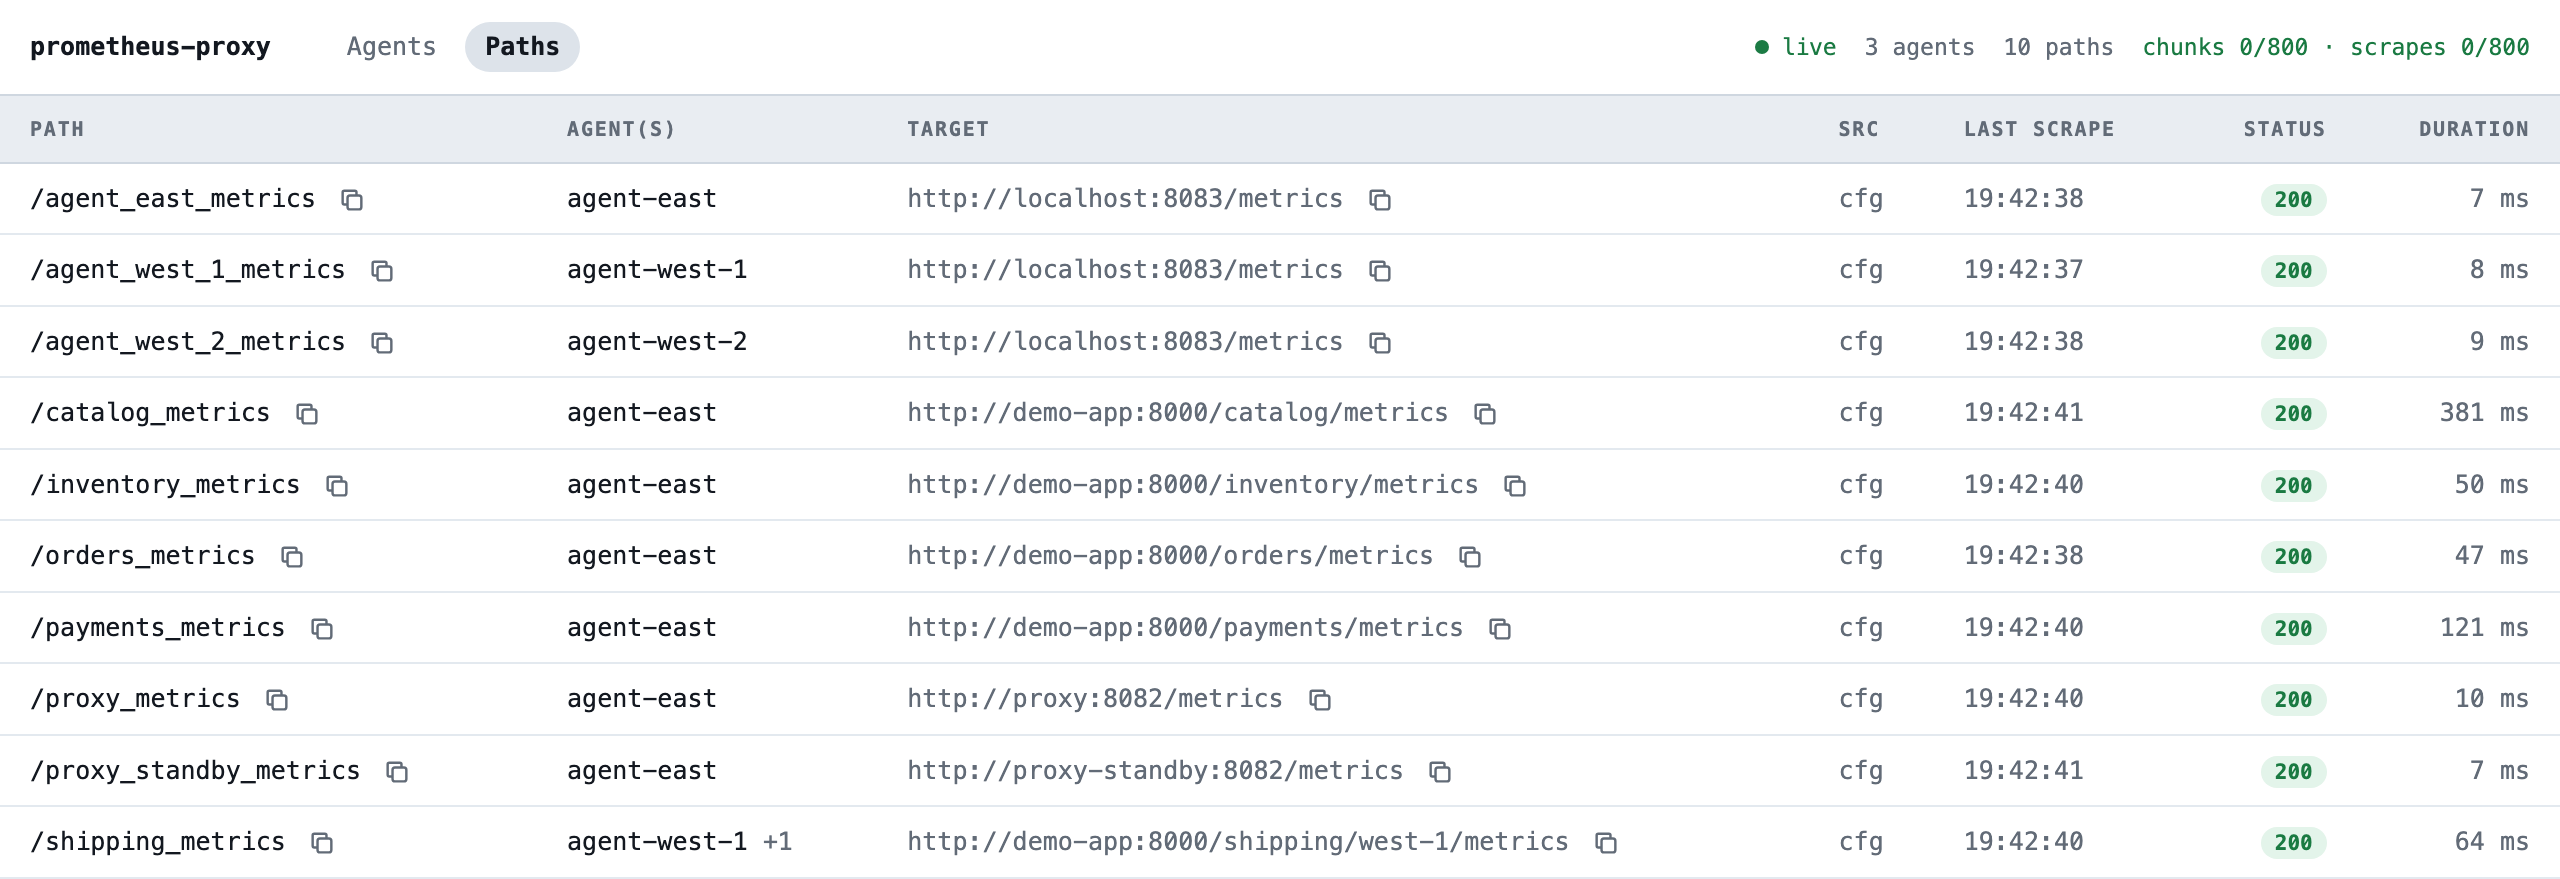 prometheus-proxy Agents Paths live 3 agents 10 paths chunks 0/800 · scrapes 0/800
PATH AGENT(S) TARGET SRC LAST SCRAPE STATUS DURATION
/agent_east_metrics agent-east http://localhost:8083/metrics cfg 19:42:38 200 7 ms
/agent_west_1_metrics agent-west-1 http://localhost:8083/metrics cfg 19:42:37 200 8 ms
/agent_west_2_metrics agent-west-2 http://localhost:8083/metrics cfg 19:42:38 200 9 ms
/catalog_metrics agent-east http://demo-app:8000/catalog/metrics cfg 19:42:41 200 381 ms
/inventory_metrics agent-east http://demo-app:8000/inventory/metrics cfg 19:42:40 200 50 ms
/orders_metrics agent-east http://demo-app:8000/orders/metrics cfg 19:42:38 200 47 ms
/payments_metrics agent-east http://demo-app:8000/payments/metrics cfg 19:42:40 200 121 ms
/proxy_metrics agent-east http://proxy:8082/metrics cfg 19:42:40 200 10 ms
/proxy_standby_metrics agent-east http://proxy-standby:8082/metrics cfg 19:42:41 200 7 ms
/shipping_metrics agent-west-1 +1 http://demo-app:8000/shipping/west-1/metrics cfg 19:42:40 200 64 ms